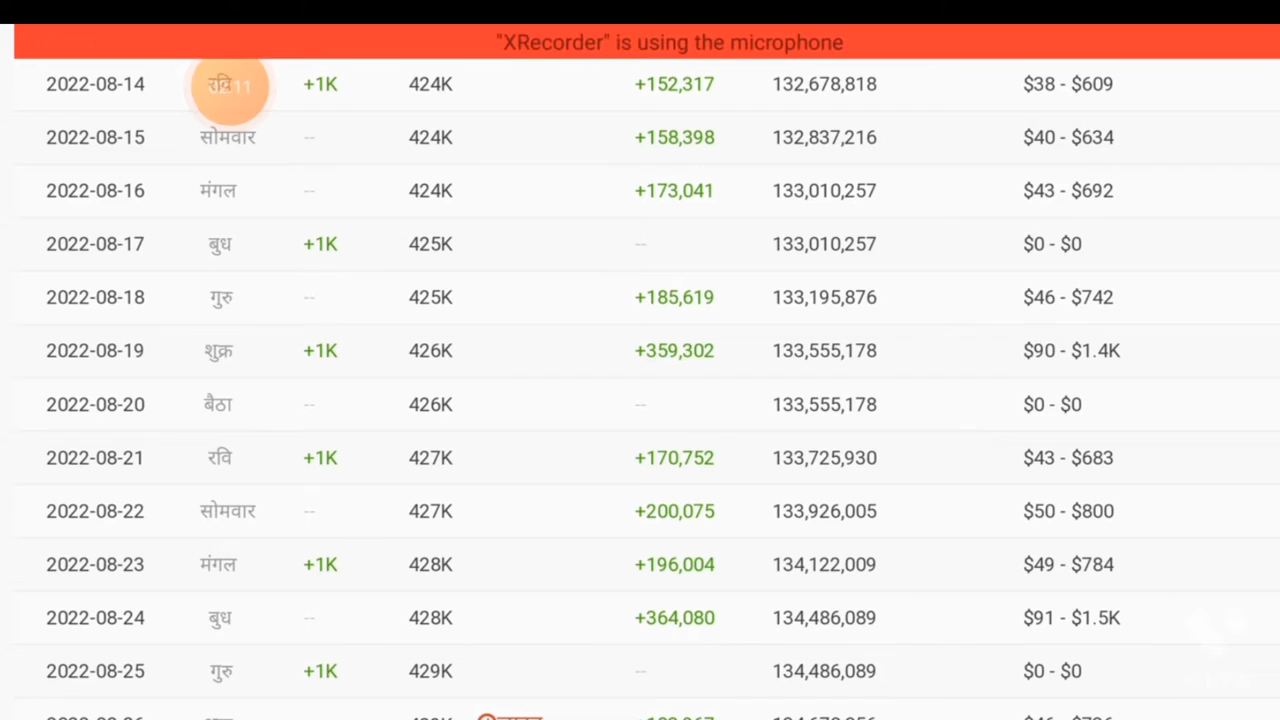 "XRecorder" is using the microphone
2022-08-14 रवि +1K 424K +152,317 132,678,818 $38 - $609
2022-08-15 सोमवार -- 424K +158,398 132,837,216 $40 - $634
2022-08-16 मंगल -- 424K +173,041 133,010,257 $43 - $692
2022-08-17 बुध +1K 425K -- 133,010,257 $0 - $0
2022-08-18 गुरु -- 425K +185,619 133,195,876 $46 - $742
2022-08-19 शुक्र +1K 426K +359,302 133,555,178 $90 - $1.4K
2022-08-20 बैठा -- 426K -- 133,555,178 $0 - $0
2022-08-21 रवि +1K 427K +170,752 133,725,930 $43 - $683
2022-08-22 सोमवार -- 427K +200,075 133,926,005 $50 - $800
2022-08-23 मंगल +1K 428K +196,004 134,122,009 $49 - $784
2022-08-24 बुध -- 428K +364,080 134,486,089 $91 - $1.5K
2022-08-25 गुरु +1K 429K -- 134,486,089 $0 - $0